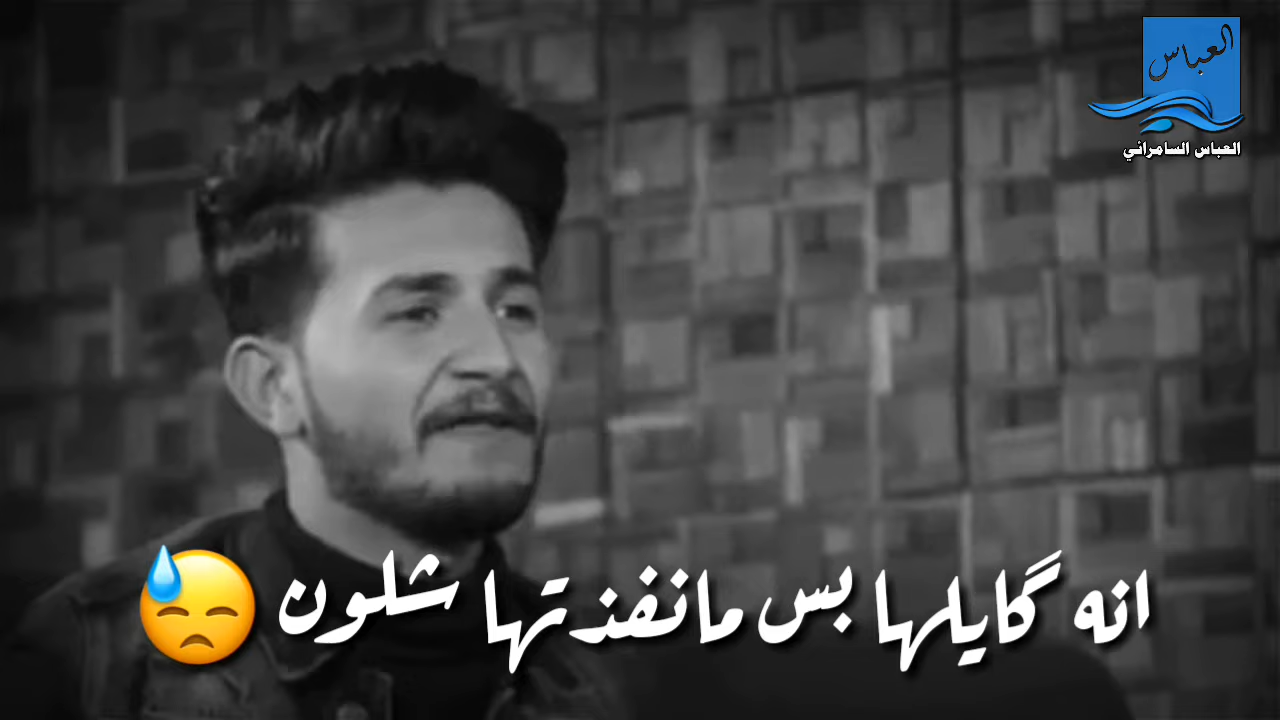 العباس
العباس السامرائي
انه گايلها بس مانفذتها شلون 😓